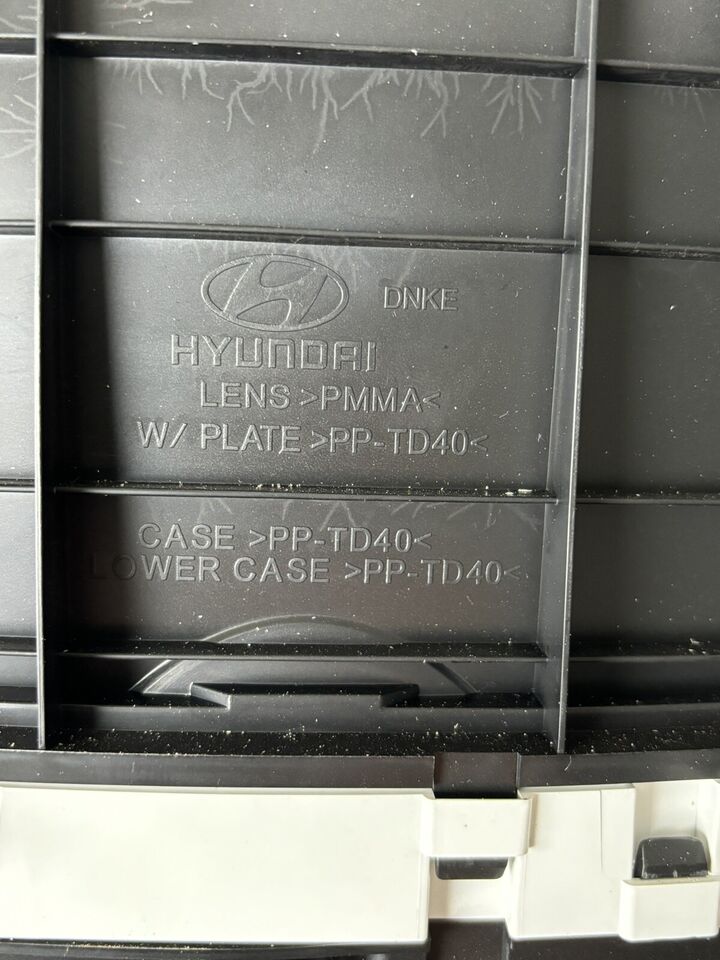 DNKE
HYUNDAI
LENS >PMMA<
W/ PLATE >PP-TD40<
CASE >PP-TD40<
LOWER CASE >PP-TD40<